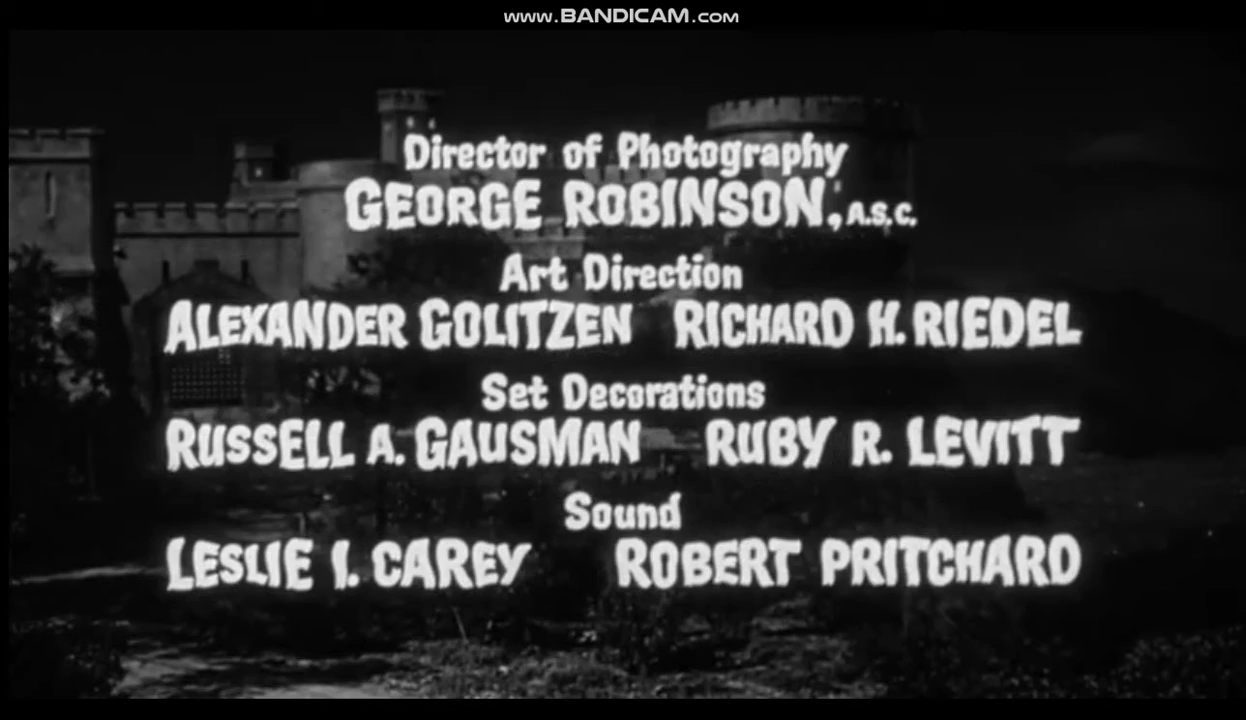 www.BANDICAM.com
Director of Photography
GEORGE ROBINSON, A.S.C.
Art Direction
ALEXANDER GOLITZEN RICHARD H. RIEDEL
Set Decorations
RUSSELL A. GAUSMAN RUBY R. LEVITT
Sound
LESLIE I. CAREY ROBERT PRITCHARD